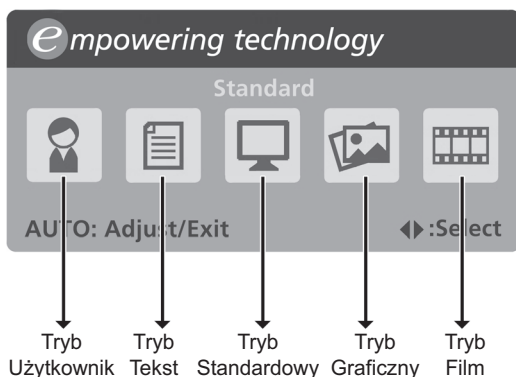 empowering technology
Standard
AUTO: Adjust/Exit :Select
Tryb Tryb Tryb Tryb Tryb
Użytkownik Tekst Standardowy Graficzny Film